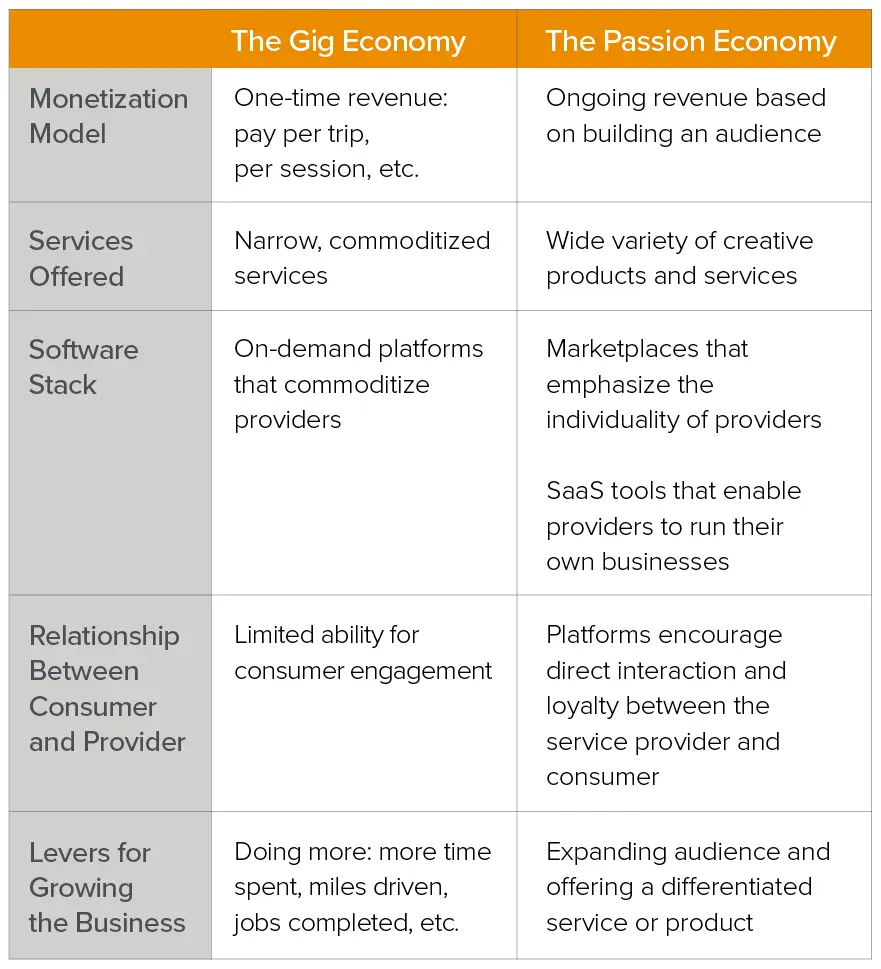 The Gig Economy
The Passion Economy
Monetization
Model
One-time revenue:
pay per trip,
per session, etc.
Ongoing revenue based
on building an audience
Services
Offered
Narrow, commoditized
services
Wide variety of creative
products and services
Software
Stack
On-demand platforms
that commoditize
providers
Marketplaces that
emphasize the
individuality of providers
SaaS tools that enable
providers to run their
own businesses
Relationship
Between
Consumer
and Provider
Limited ability for
consumer engagement
Platforms encourage
direct interaction and
loyalty between the
service provider and
consumer
Levers for
Growing
the Business
Doing more: more time
spent, miles driven,
jobs completed, etc.
Expanding audience and
offering a differentiated
service or product